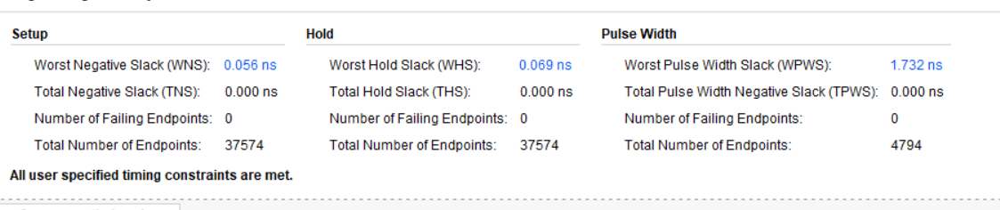 Setup
Hold
Pulse Width
Worst Negative Slack (WNS): 0.056 ns
Worst Hold Slack (WHS): 0.069 ns
Worst Pulse Width Slack (WPWS): 1.732 ns
Total Negative Slack (TNS): 0.000 ns
Total Hold Slack (THS): 0.000 ns
Total Pulse Width Negative Slack (TPWS): 0.000 ns
Number of Failing Endpoints: 0
Number of Failing Endpoints: 0
Number of Failing Endpoints: 0
Total Number of Endpoints: 37574
Total Number of Endpoints: 37574
Total Number of Endpoints: 4794
All user specified timing constraints are met.